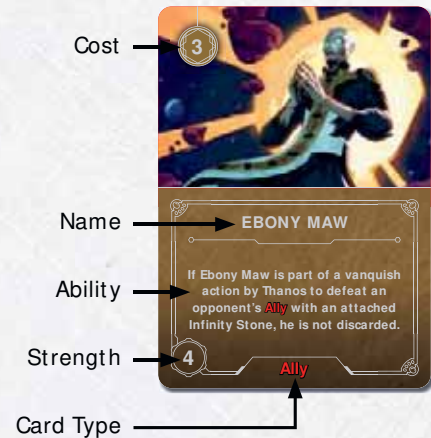 Cost
3
Name
EBONY MAW
Ability
If Ebony Maw is part of a vanquish
action by Thanos to defeat an
opponent's Ally with an attached
Infinity Stone, he is not discarded.
Strength
4
Ally
Card Type